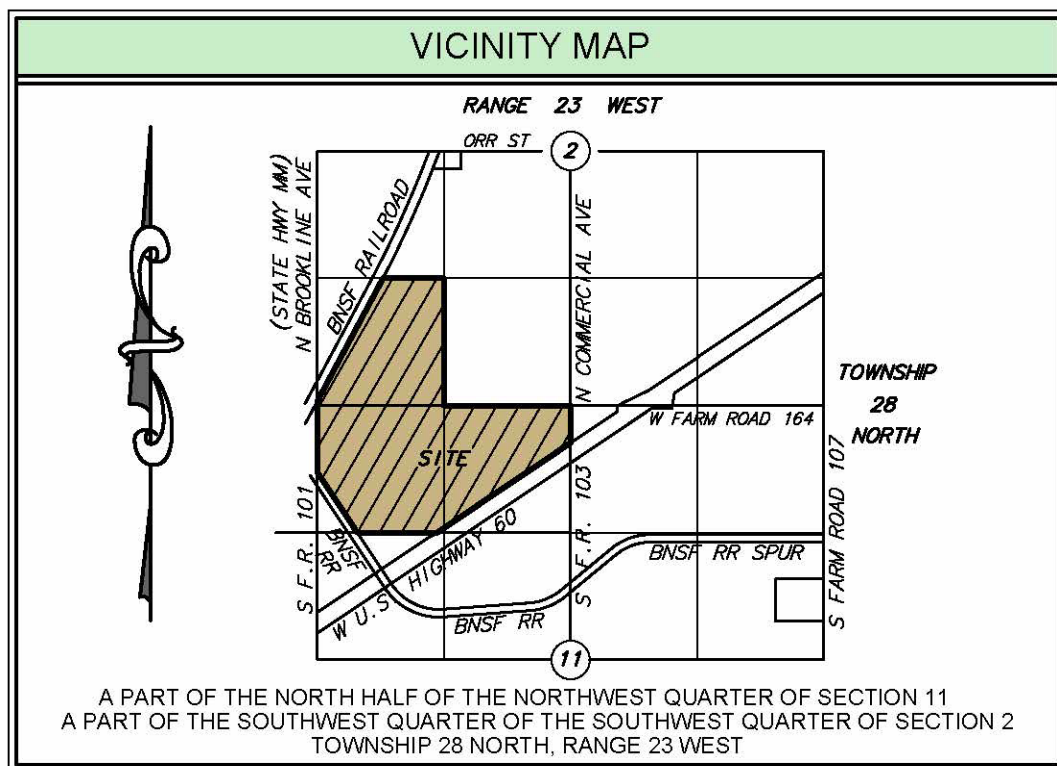 VICINITY MAP
RANGE 23 WEST
ORR ST
2
(STATE HWY MM)
N BROOKLINE AVE
BNSF RAILROAD
N COMMERCIAL AVE
TOWNSHIP
28
NORTH
W FARM ROAD 164
SITE
S F.R. 101
BNSF
RR
W U.S HIGHWAY 60
S F.R. 103
BNSF RR SPUR
S FARM ROAD 107
BNSF RR
11
A PART OF THE NORTH HALF OF THE NORTHWEST QUARTER OF SECTION 11
A PART OF THE SOUTHWEST QUARTER OF THE SOUTHWEST QUARTER OF SECTION 2
TOWNSHIP 28 NORTH, RANGE 23 WEST